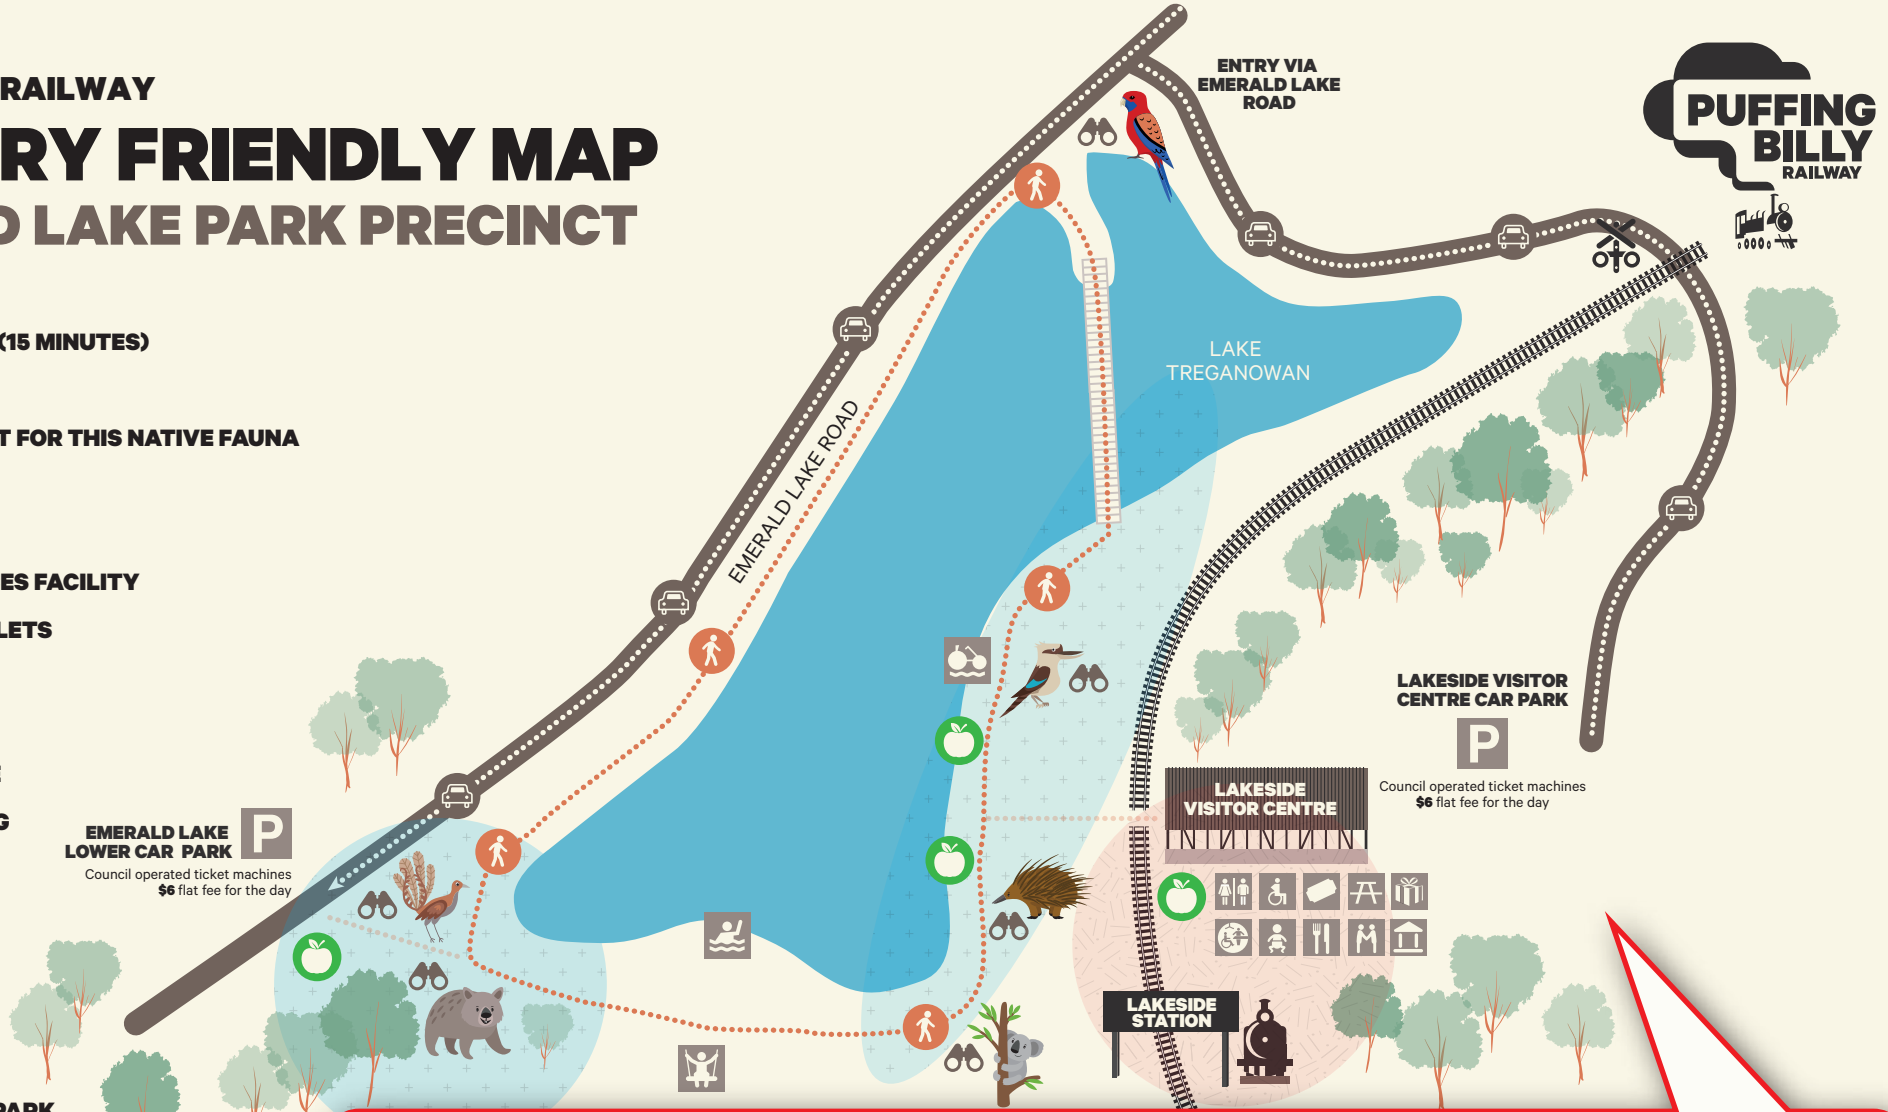 RAILWAY
RY FRIENDLY MAP
D LAKE PARK PRECINCT
(15 MINUTES)
T FOR THIS NATIVE FAUNA
ES FACILITY
LETS
E
G
PARK
ENTRY VIA
EMERALD LAKE
ROAD
PUFFING
BILLY
RAILWAY
LAKE
TREGANOWAN
EMERALD LAKE ROAD
LAKESIDE VISITOR
CENTRE CAR PARK
P
Council operated ticket machines
$6 flat fee for the day
LAKESIDE
VISITOR CENTRE
EMERALD LAKE
LOWER CAR PARK
P
Council operated ticket machines
$6 flat fee for the day
LAKESIDE
STATION